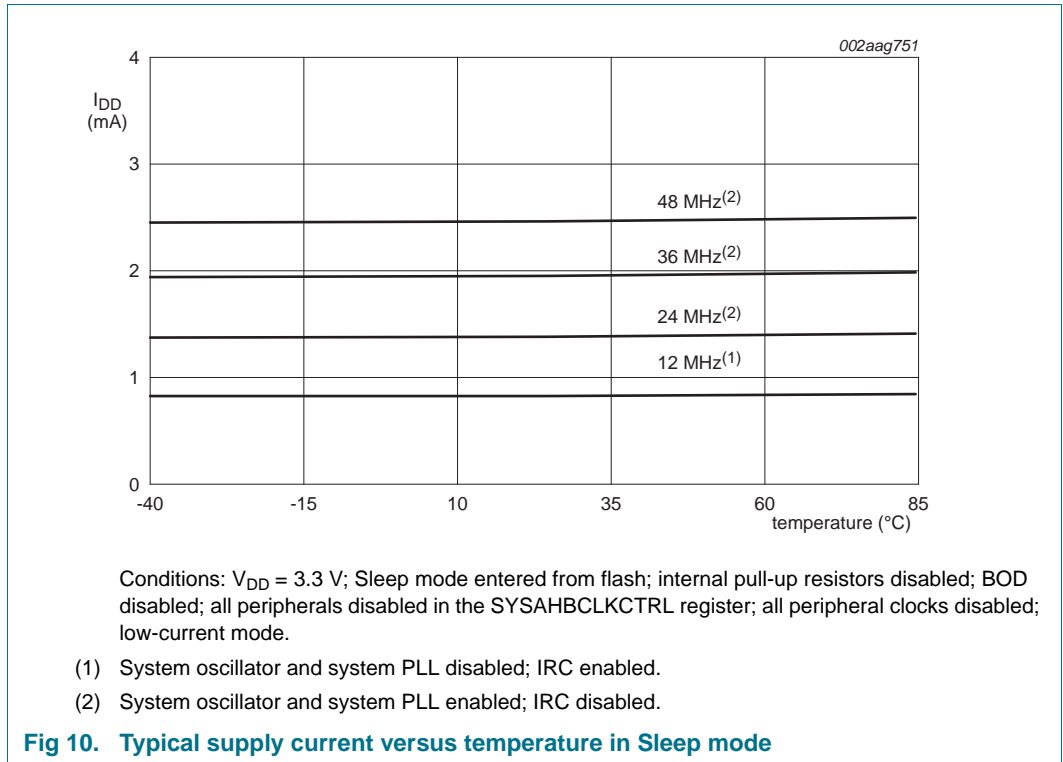 002aag751
4
I_DD
(mA)
3
48 MHz(2)
36 MHz(2)
2
24 MHz(2)
12 MHz(1)
1
0
-40 -15 10 35 60 85
temperature (°C)
Conditions: V_DD = 3.3 V; Sleep mode entered from flash; internal pull-up resistors disabled; BOD
disabled; all peripherals disabled in the SYSAHBCLKCTRL register; all peripheral clocks disabled;
low-current mode.
(1) System oscillator and system PLL disabled; IRC enabled.
(2) System oscillator and system PLL enabled; IRC disabled.
Fig 10. Typical supply current versus temperature in Sleep mode